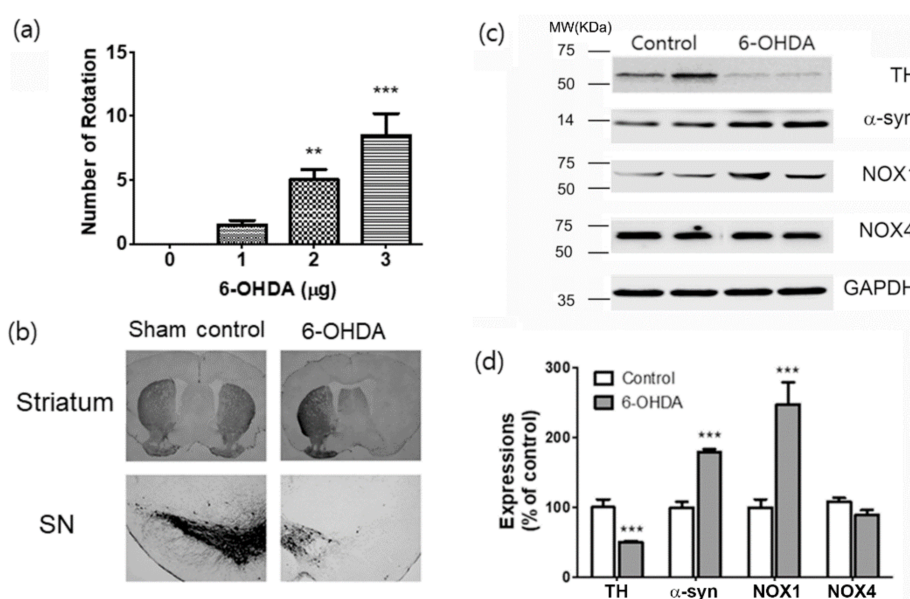 (a)
15
10
5
0
Number of Rotation
**
***
0 1 2 3
6-OHDA (μg)
(b)
Sham control 6-OHDA
Striatum
SN
(c)
MW(KDa)
Control 6-OHDA
75
50
TH
14
α-syn
75
50
NOX1
75
50
NOX4
35
GAPDH
(d)
300
200
100
0
Expressions
(% of control)
Control
6-OHDA
***
***
***
TH α-syn NOX1 NOX4